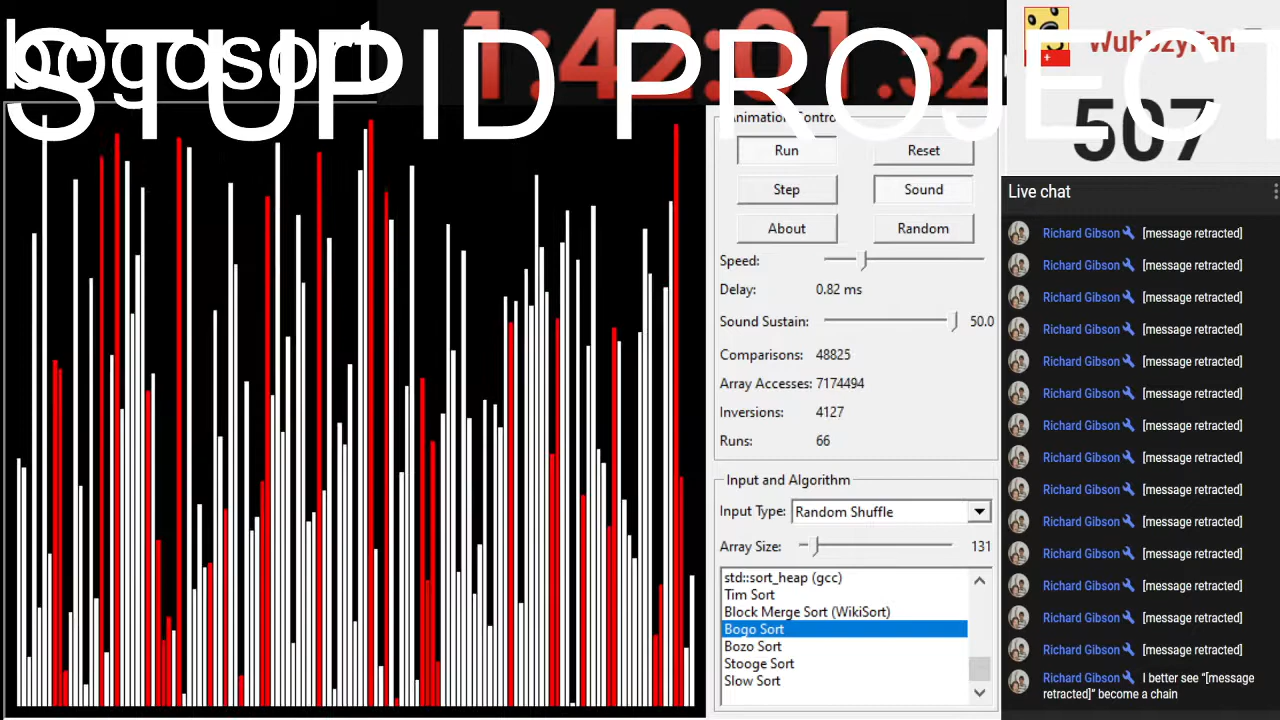 bogosort
STUPID PROJECT
1:42:01.32
WubbzyFan
507
Animation Control
Run
Reset
Step
Sound
About
Random
Speed:
Delay: 0.82 ms
Sound Sustain: 50.0
Comparisons: 48825
Array Accesses: 7174494
Inversions: 4127
Runs: 66
Input and Algorithm
Input Type: Random Shuffle
Array Size: 131
std::sort_heap (gcc)
Tim Sort
Block Merge Sort (WikiSort)
Bogo Sort
Bozo Sort
Stooge Sort
Slow Sort
Live chat
Richard Gibson [message retracted]
Richard Gibson [message retracted]
Richard Gibson [message retracted]
Richard Gibson [message retracted]
Richard Gibson [message retracted]
Richard Gibson [message retracted]
Richard Gibson [message retracted]
Richard Gibson [message retracted]
Richard Gibson [message retracted]
Richard Gibson [message retracted]
Richard Gibson [message retracted]
Richard Gibson [message retracted]
Richard Gibson [message retracted]
Richard Gibson [message retracted]
Richard Gibson I better see "[message
retracted]" become a chain